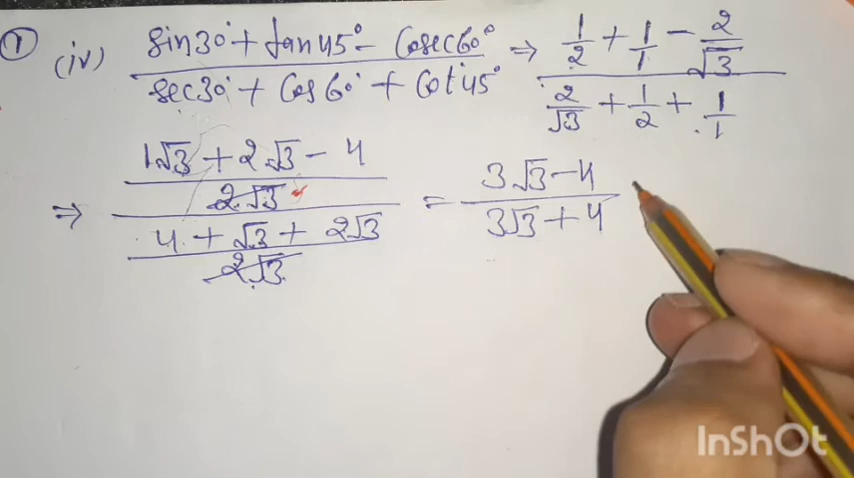 ① (iv) sin30° + tan45° - Cosec60° / sec30° + Cos60° + Cot45° ⇒ 1/2 + 1/1 - 2/√3 / 2/√3 + 1/2 + 1/1
⇒ 1√3 + 2√3 - 4 / 2√3 / 4 + √3 + 2√3 / 2√3 = 3√3 - 4 / 3√3 + 4
InShOt